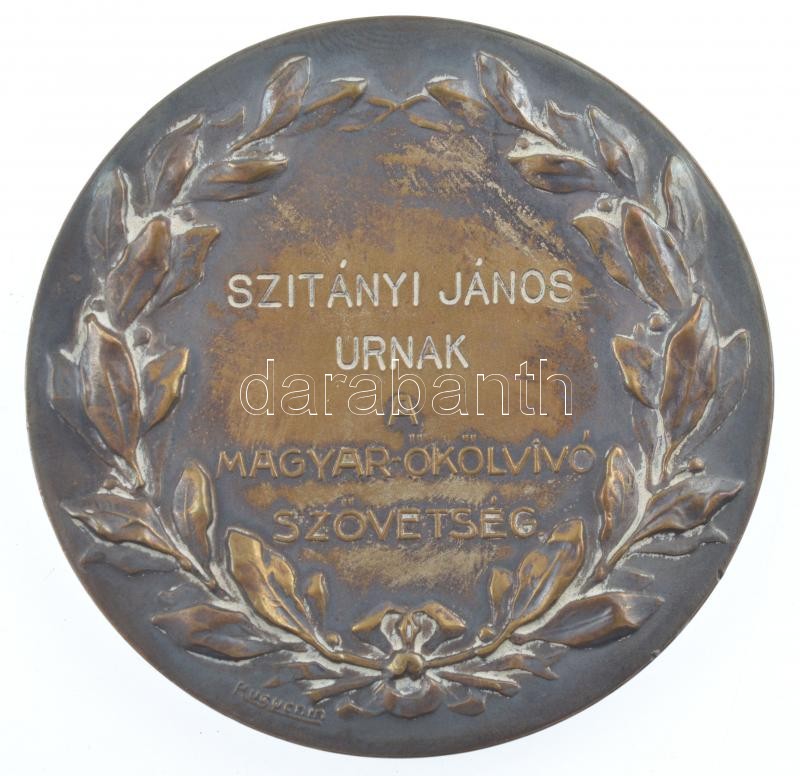 SZITÁNYI JÁNOS
URNAK
darabanth
A
MAGYAR-ÖKÖLVÍVÓ
SZÖVETSÉG.